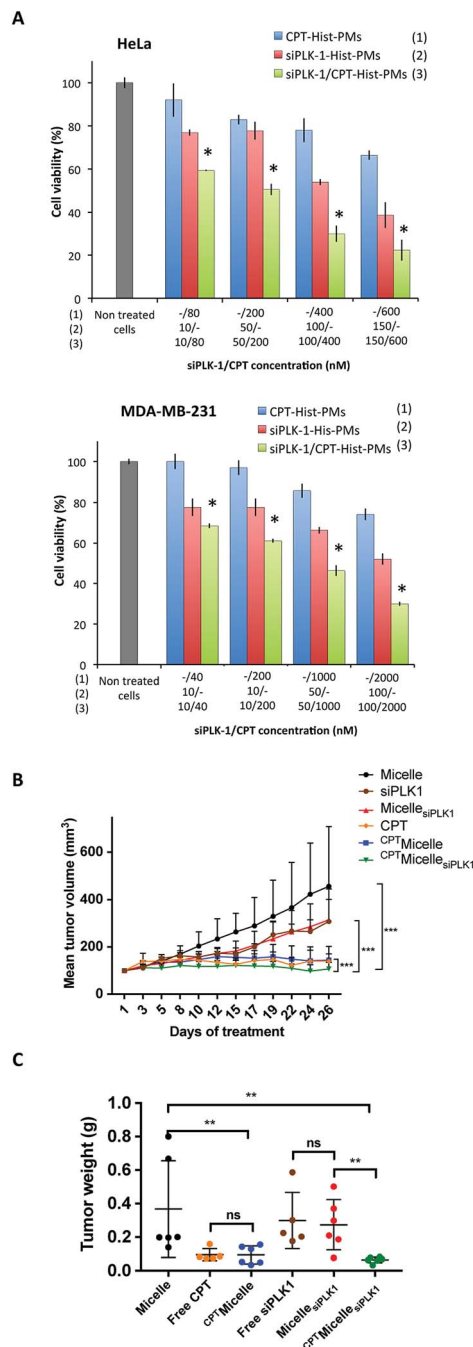 A
HeLa
CPT-Hist-PMs (1)
siPLK-1-Hist-PMs (2)
siPLK-1/CPT-Hist-PMs (3)
Cell viability (%)
100
80
60
40
20
0
* * * *
Non treated cells
(1) -/80 -/200 -/400 -/600
(2) 10/- 50/- 100/- 150/-
(3) 10/80 50/200 100/400 150/600
siPLK-1/CPT concentration (nM)
MDA-MB-231
CPT-Hist-PMs (1)
siPLK-1-His-PMs (2)
siPLK-1/CPT-Hist-PMs (3)
Cell viability (%)
100
80
60
40
20
0
* * * *
Non treated cells
(1) -/40 -/200 -/1000 -/2000
(2) 10/- 10/- 50/- 100/-
(3) 10/40 10/200 50/1000 100/2000
siPLK-1/CPT concentration (nM)
B
Micelle
siPLK1
MicellesiPLK1
CPT
CPTMicelle
CPTMicellesiPLK1
Mean tumor volume (mm³)
600
400
200
0
*** *** ***
1 3 5 8 10 12 15 17 19 22 24 26
Days of treatment
C
Tumor weight (g)
1.0
0.8
0.6
0.4
0.2
0.0
**
** ns ns **
Micelle
Free CPT
CPTMicelle
Free siPLK1
MicellesiPLK1
CPTMicellesiPLK1